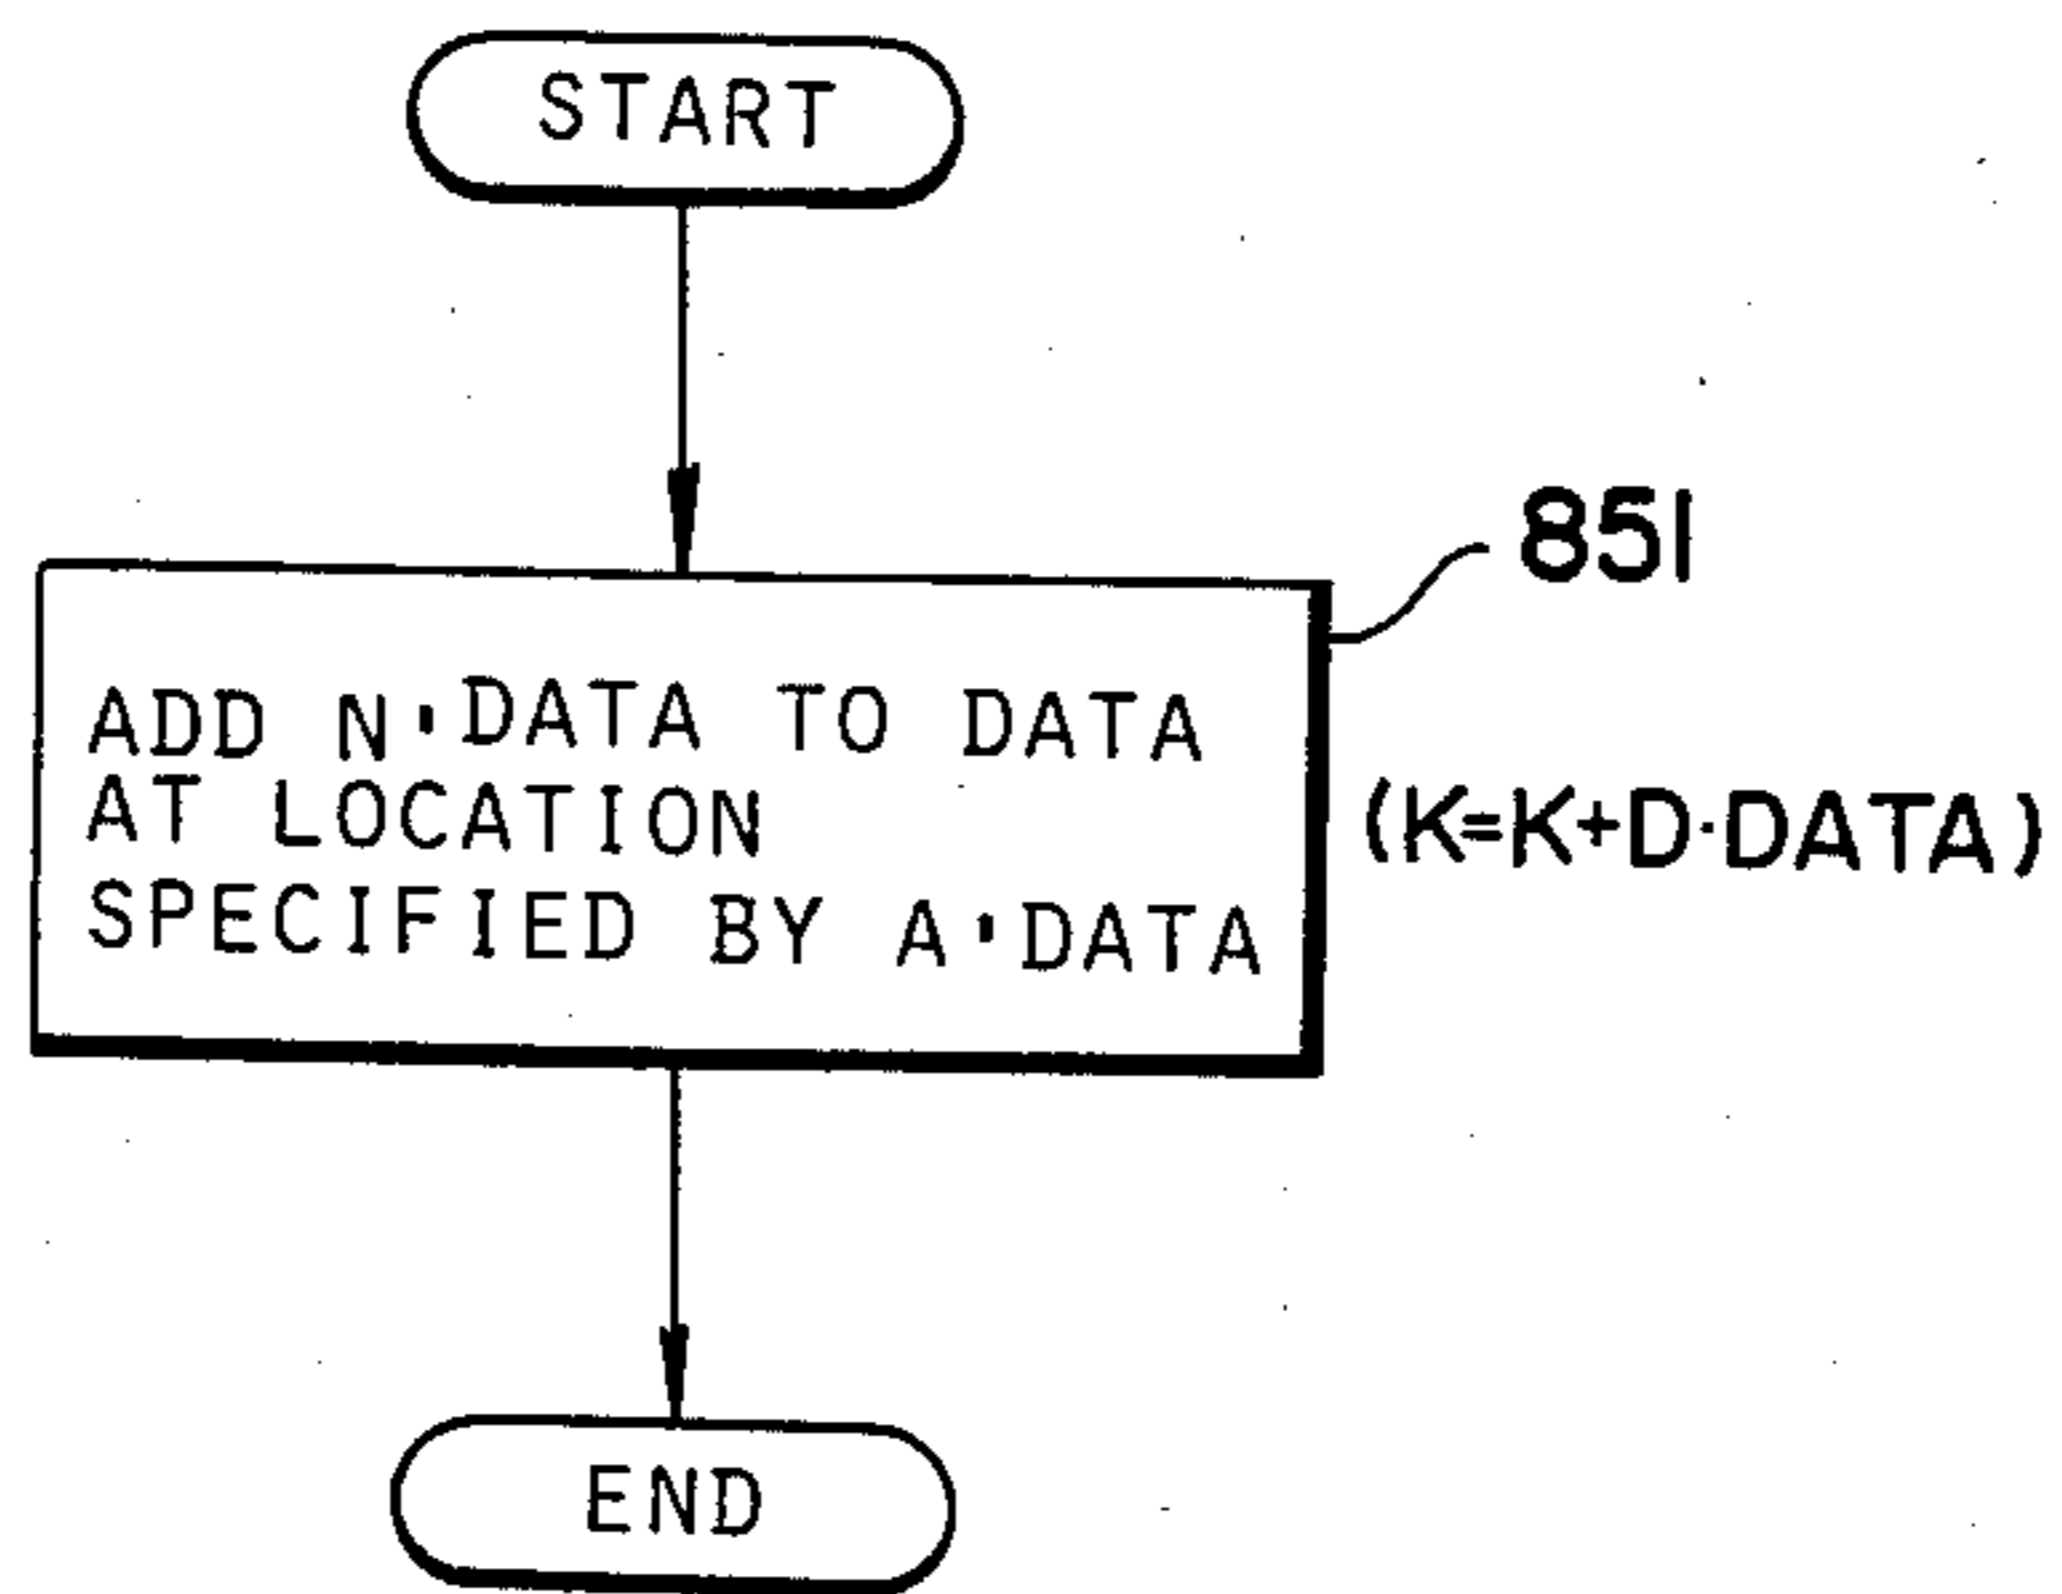 START
851
ADD N·DATA TO DATA
AT LOCATION
SPECIFIED BY A·DATA
(K=K+D·DATA)
END